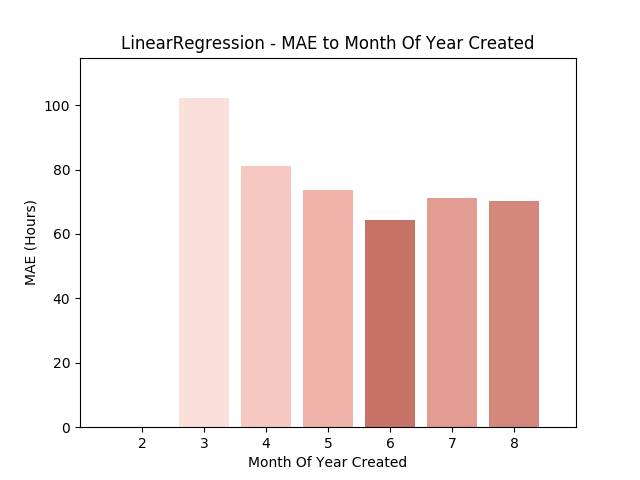 LinearRegression - MAE to Month Of Year Created
MAE (Hours)
100
80
60
40
20
0
2 3 4 5 6 7 8
Month Of Year Created